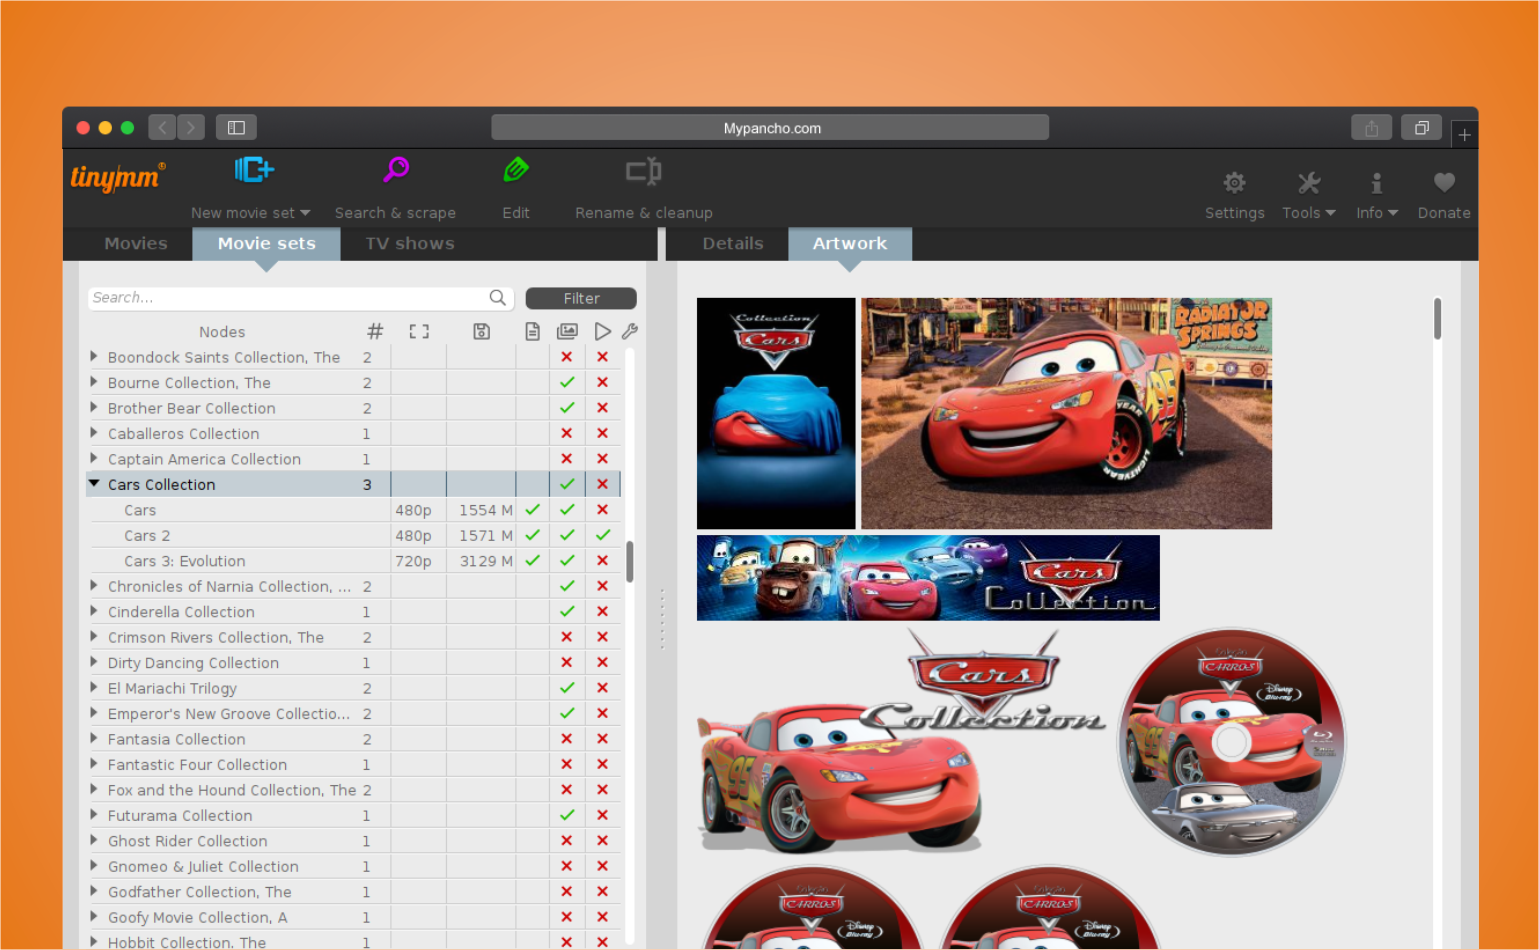 Mypancho.com
tinymm®
New movie set
Search & scrape
Edit
Rename & cleanup
Settings
Tools
Info
Donate
Movies
Movie sets
TV shows
Details
Artwork
Search...
Filter
Nodes #
Boondock Saints Collection, The 2
Bourne Collection, The 2
Brother Bear Collection 2
Caballeros Collection 1
Captain America Collection 1
Cars Collection 3
Cars 480p 1554 M
Cars 2 480p 1571 M
Cars 3: Evolution 720p 3129 M
Chronicles of Narnia Collection, ... 2
Cinderella Collection 1
Crimson Rivers Collection, The 2
Dirty Dancing Collection 1
El Mariachi Trilogy 2
Emperor's New Groove Collectio... 2
Fantasia Collection 2
Fantastic Four Collection 1
Fox and the Hound Collection, The 2
Futurama Collection 1
Ghost Rider Collection 1
Gnomeo & Juliet Collection 1
Godfather Collection, The 1
Goofy Movie Collection, A 1
Hobbit Collection, The 1
Collection
Cars
RADIATOR
SPRINGS
95
LIGHTYEAR
Cars
Collection
Cars
Collection
95
CARROS
Disney
Blu-ray
CARROS
Disney
Blu-ray
CARROS
Disney
Blu-ray